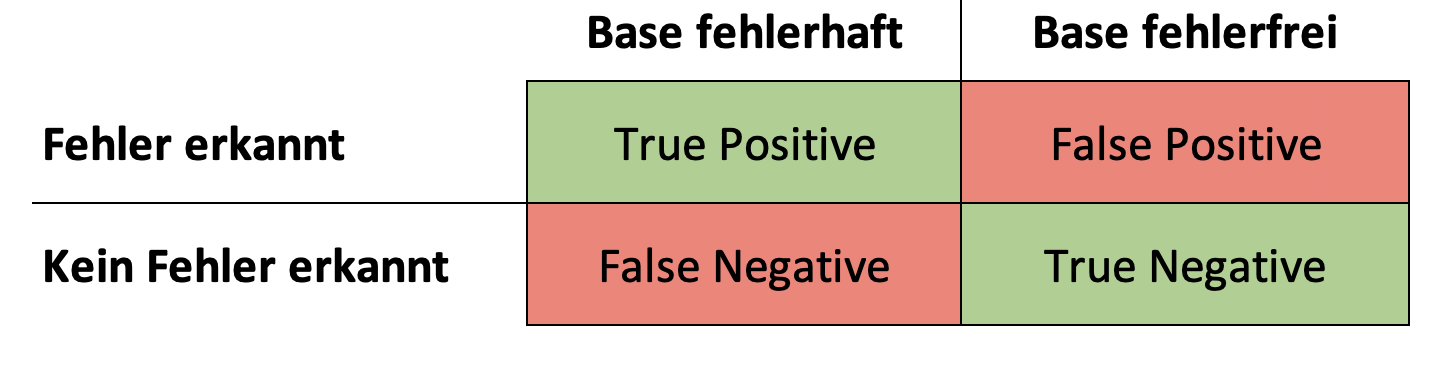 Base fehlerhaft Base fehlerfrei
Fehler erkannt True Positive False Positive
Kein Fehler erkannt False Negative True Negative